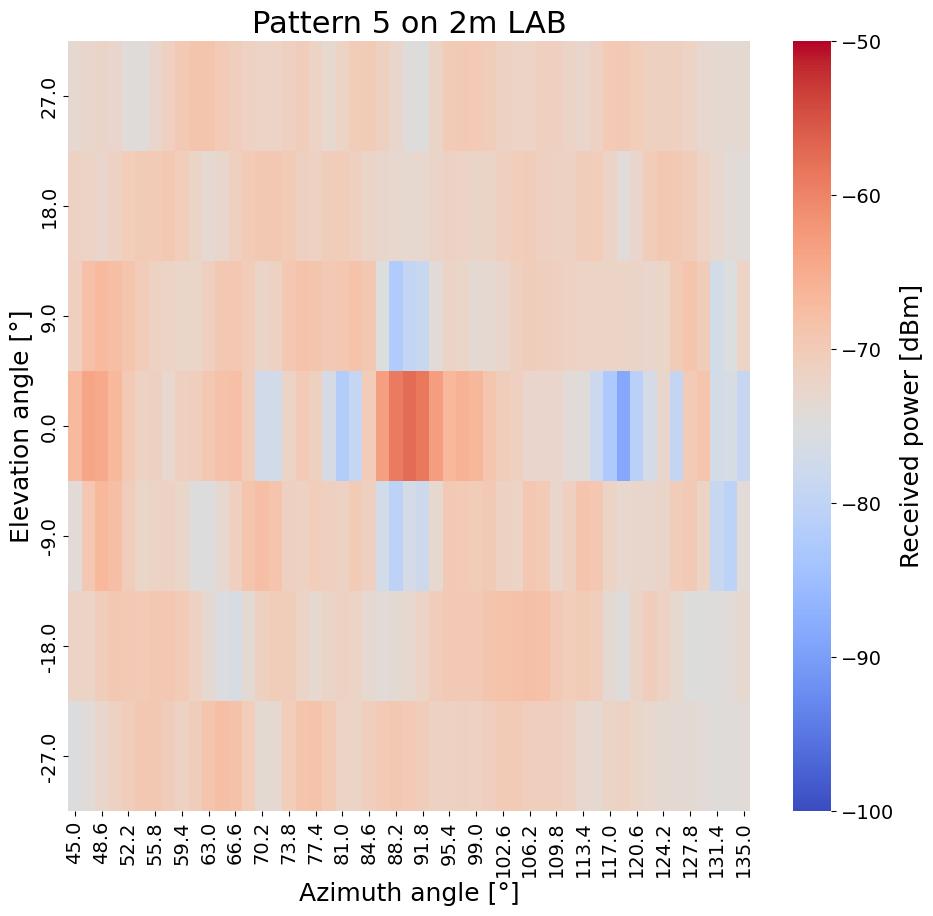 Pattern 5 on 2m LAB
Elevation angle [°]
27.0
18.0
9.0
0.0
-9.0
-18.0
-27.0
45.0 48.6 52.2 55.8 59.4 63.0 66.6 70.2 73.8 77.4 81.0 84.6 88.2 91.8 95.4 99.0 102.6 106.2 109.8 113.4 117.0 120.6 124.2 127.8 131.4 135.0
Azimuth angle [°]
−50
−60
−70
−80
−90
−100
Received power [dBm]